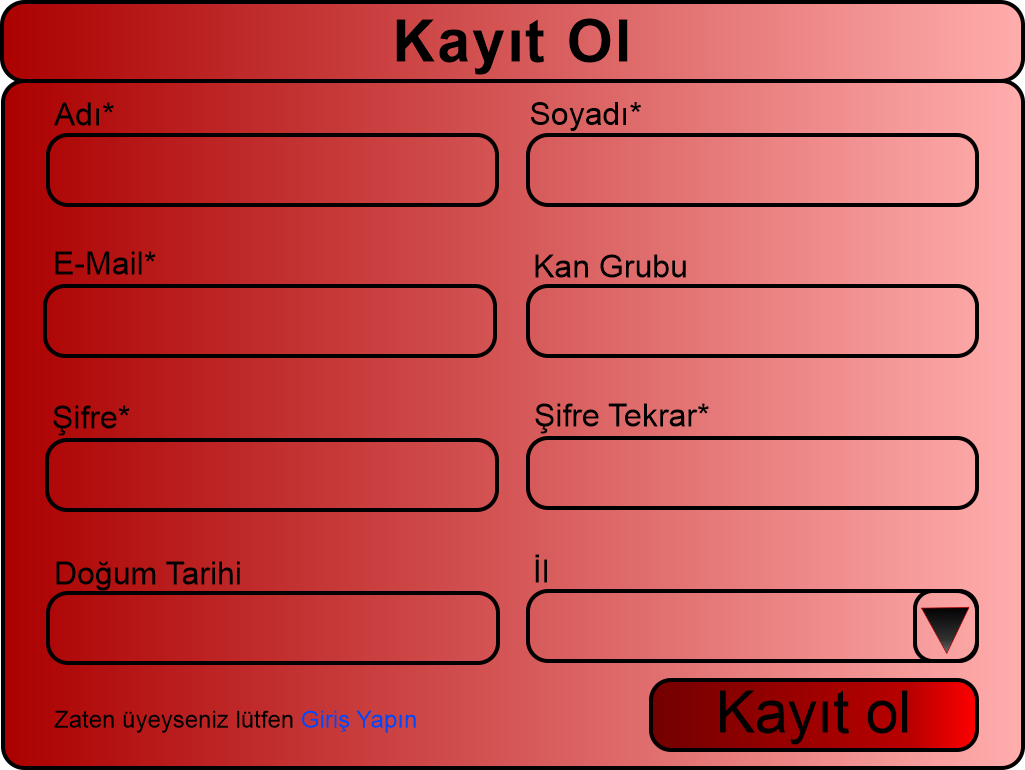 Kayıt Ol
Adı*
Soyadı*
E-Mail*
Kan Grubu
Şifre*
Şifre Tekrar*
Doğum Tarihi
İl
Zaten üyeyseniz lütfen Giriş Yapın
Kayıt ol